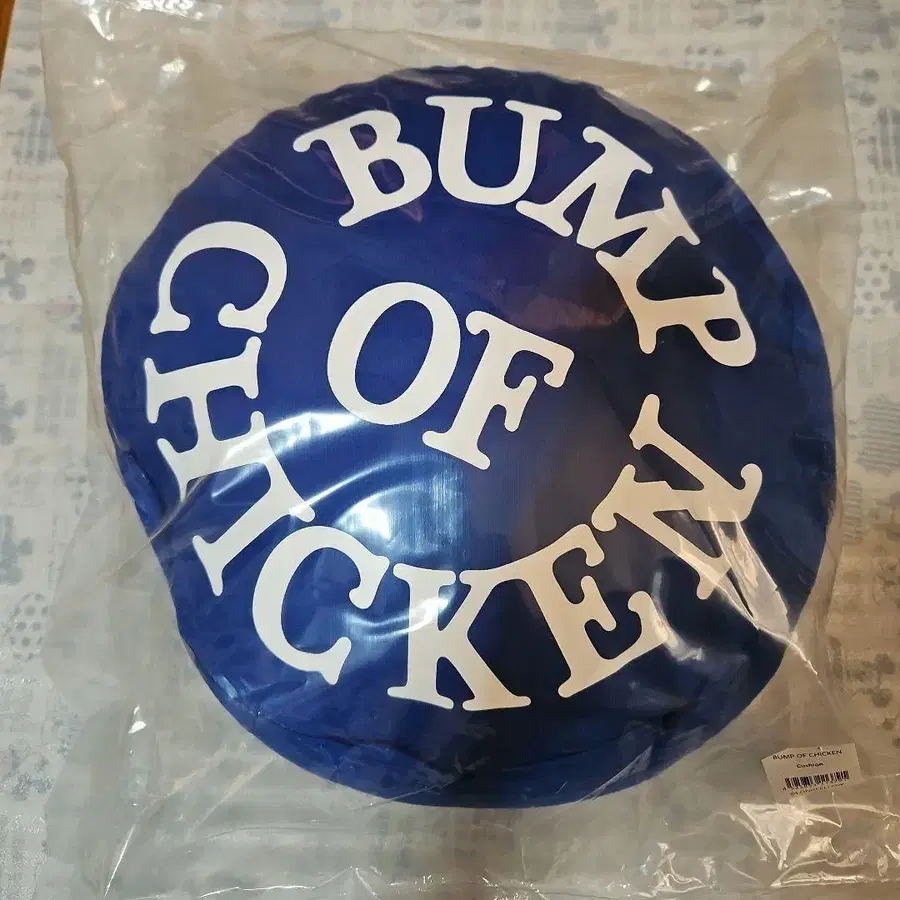 BUMP
OF
CHICKEN
BUMP OF CHICKEN
Cushion